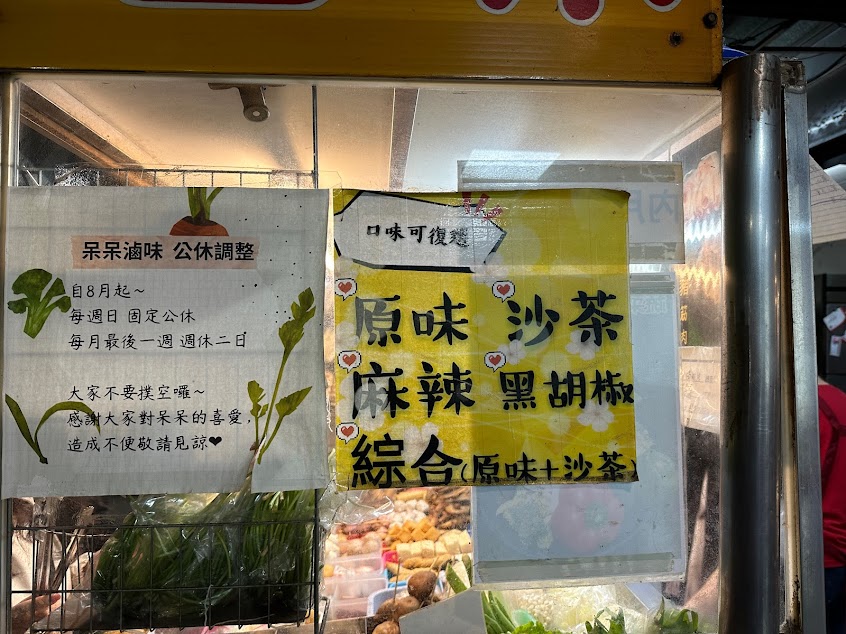 呆呆滷味 公休調整
自8月起～
每週日 固定公休
每月最後一週 週休二日
大家不要撲空囉～
感謝大家對呆呆的喜愛，
造成不便敬請見諒❤
口味可復選
原味 沙茶
麻辣 黑胡椒
綜合(原味+沙茶)